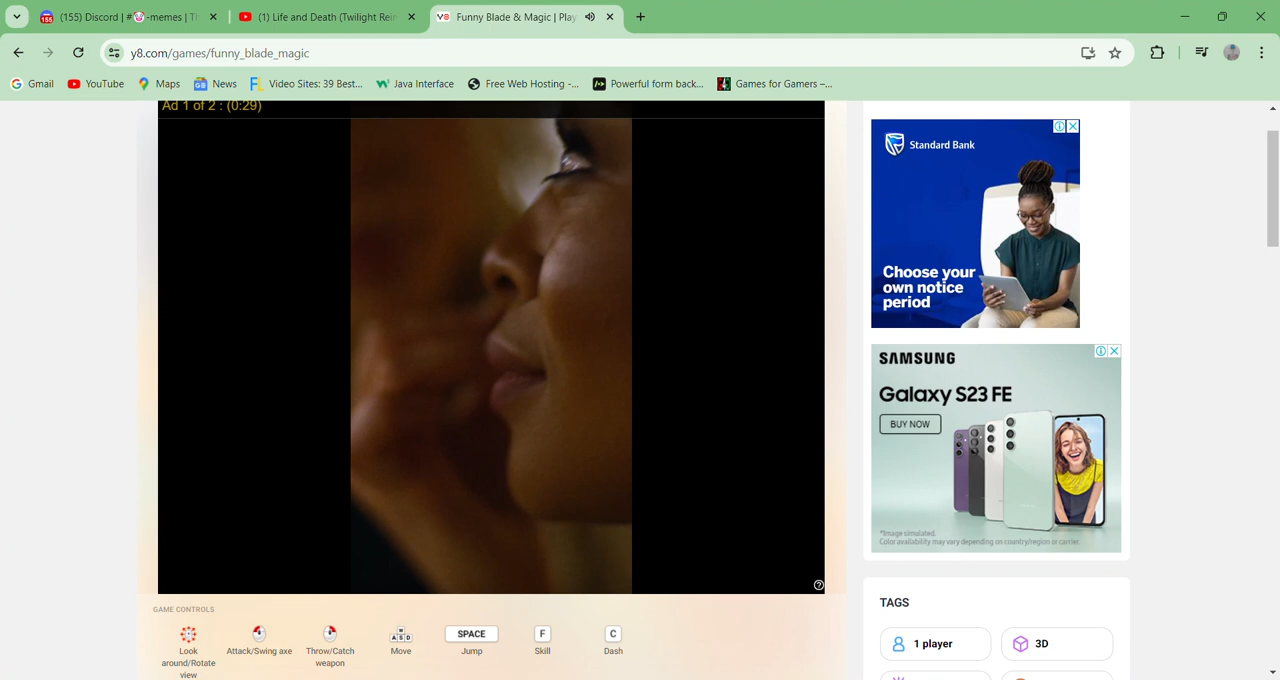 (155) Discord | #🤡-memes | Th
(1) Life and Death (Twilight Rein
Funny Blade & Magic | Play
y8.com/games/funny_blade_magic
Gmail
YouTube
Maps
News
Video Sites: 39 Best...
Java Interface
Free Web Hosting -...
Powerful form back...
Games for Gamers –...
Ad 1 of 2 : (0:29)
Standard Bank
Choose your
own notice
period
SAMSUNG
Galaxy S23 FE
BUY NOW
*Image simulated.
Color availability may vary depending on country/region or carrier.
GAME CONTROLS
Look
around/Rotate
view
Attack/Swing axe
Throw/Catch
weapon
W
A S D
Move
SPACE
Jump
F
Skill
C
Dash
TAGS
1 player
3D